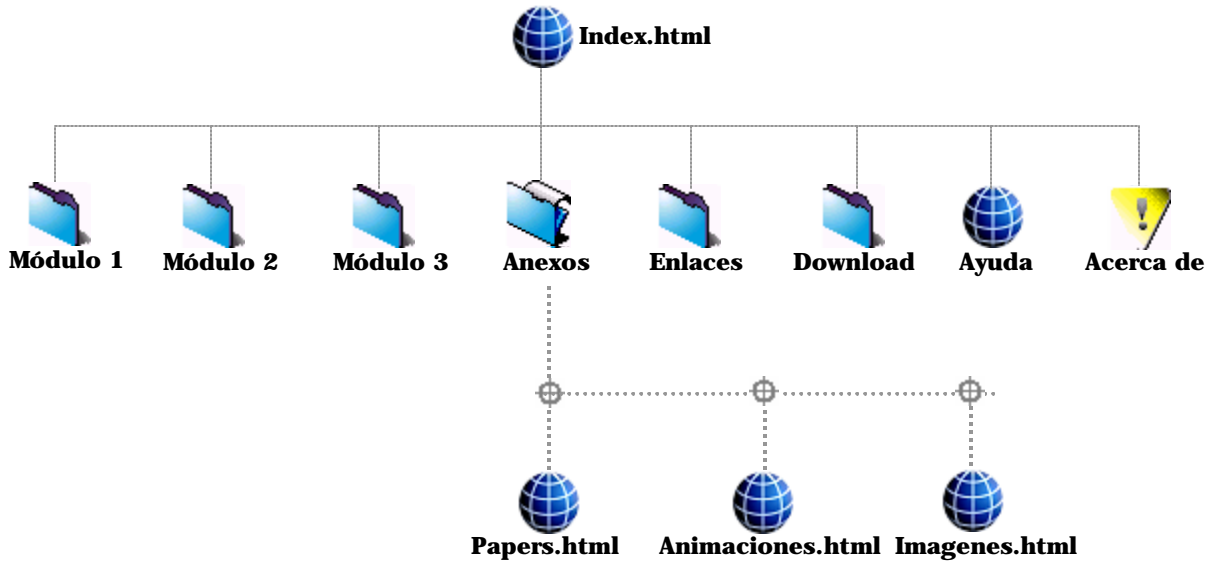 Index.html
Módulo 1 Módulo 2 Módulo 3 Anexos Enlaces Download Ayuda Acerca de
Papers.html Animaciones.html Imagenes.html